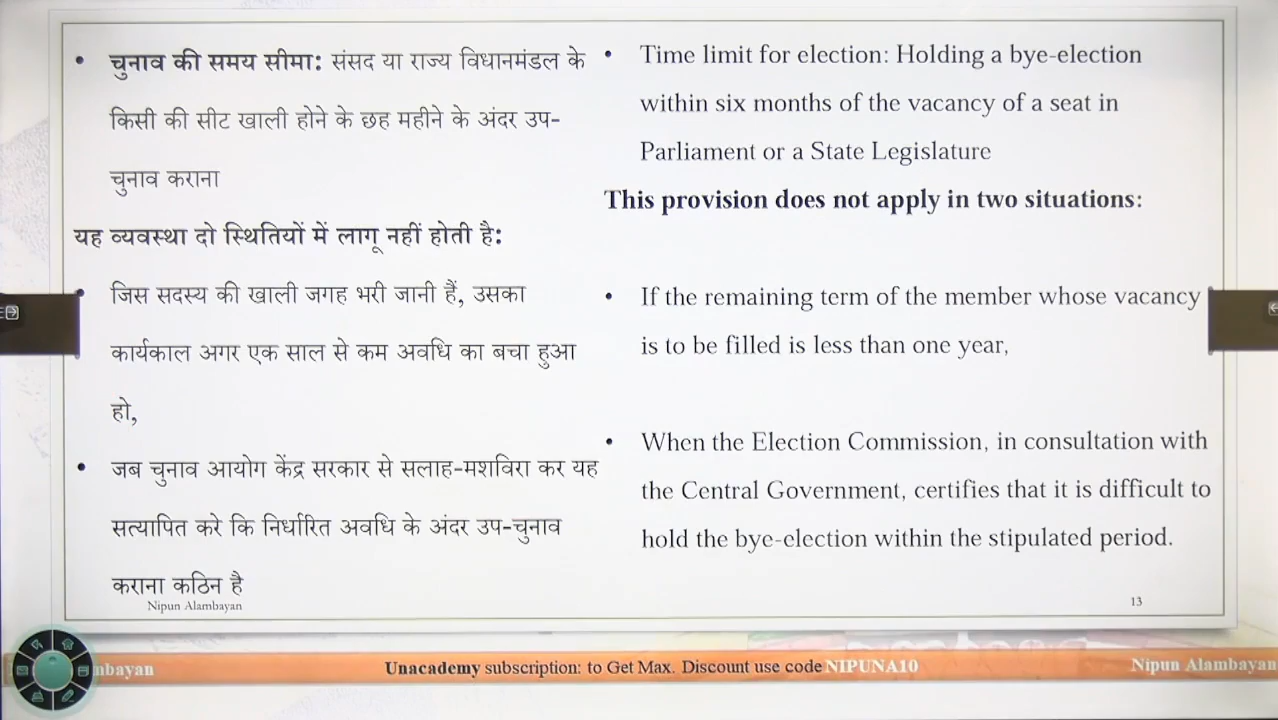 • चुनाव की समय सीमा: संसद या राज्य विधानमंडल के
किसी की सीट खाली होने के छह महीने के अंदर उप-
चुनाव कराना
यह व्यवस्था दो स्थितियों में लागू नहीं होती है:
• जिस सदस्य की खाली जगह भरी जानी हैं, उसका
कार्यकाल अगर एक साल से कम अवधि का बचा हुआ
हो,
• जब चुनाव आयोग केंद्र सरकार से सलाह-मशविरा कर यह
सत्यापित करे कि निर्धारित अवधि के अंदर उप-चुनाव
कराना कठिन है
• Time limit for election: Holding a bye-election
within six months of the vacancy of a seat in
Parliament or a State Legislature
This provision does not apply in two situations:
• If the remaining term of the member whose vacancy
is to be filled is less than one year,
• When the Election Commission, in consultation with
the Central Government, certifies that it is difficult to
hold the bye-election within the stipulated period.
Nipun Alambayan
13
mbayan
Unacademy subscription: to Get Max. Discount use code NIPUNA10
Nipun Alambayan